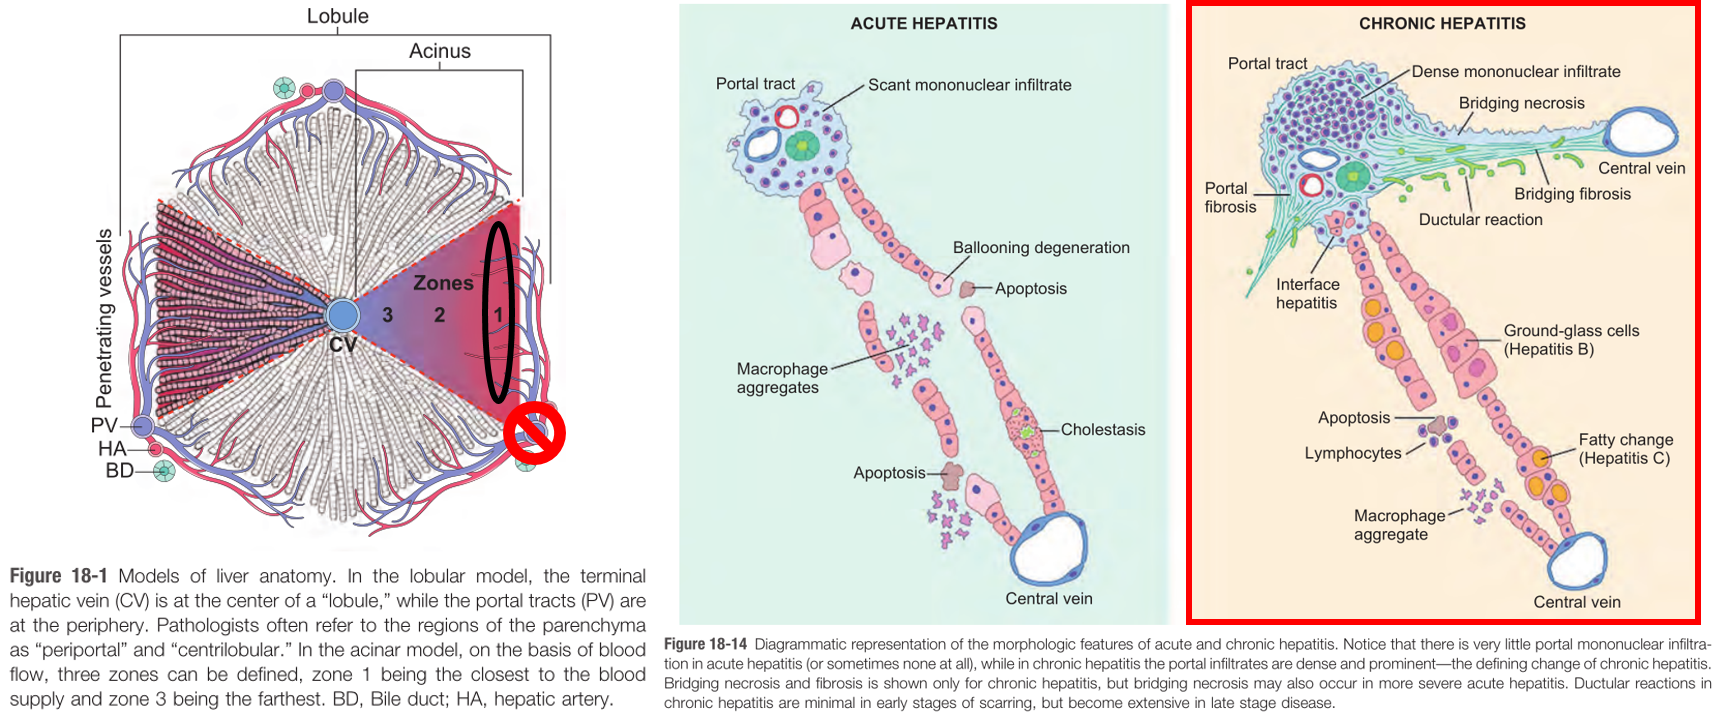 Lobule
Acinus
Penetrating vessels
Zones
3 2 1
CV
PV
HA
BD
Figure 18-1 Models of liver anatomy. In the lobular model, the terminal
hepatic vein (CV) is at the center of a “lobule,” while the portal tracts (PV) are
at the periphery. Pathologists often refer to the regions of the parenchyma
as “periportal” and “centrilobular.” In the acinar model, on the basis of blood
flow, three zones can be defined, zone 1 being the closest to the blood
supply and zone 3 being the farthest. BD, Bile duct; HA, hepatic artery.
ACUTE HEPATITIS
Portal tract
Scant mononuclear infiltrate
Ballooning degeneration
Apoptosis
Macrophage
aggregates
Cholestasis
Apoptosis
Central vein
CHRONIC HEPATITIS
Portal tract
Dense mononuclear infiltrate
Bridging necrosis
Central vein
Portal
fibrosis
Bridging fibrosis
Ductular reaction
Interface
hepatitis
Ground-glass cells
(Hepatitis B)
Apoptosis
Lymphocytes
Fatty change
(Hepatitis C)
Macrophage
aggregate
Central vein
Figure 18-14 Diagrammatic representation of the morphologic features of acute and chronic hepatitis. Notice that there is very little portal mononuclear infiltra-
tion in acute hepatitis (or sometimes none at all), while in chronic hepatitis the portal infiltrates are dense and prominent—the defining change of chronic hepatitis.
Bridging necrosis and fibrosis is shown only for chronic hepatitis, but bridging necrosis may also occur in more severe acute hepatitis. Ductular reactions in
chronic hepatitis are minimal in early stages of scarring, but become extensive in late stage disease.